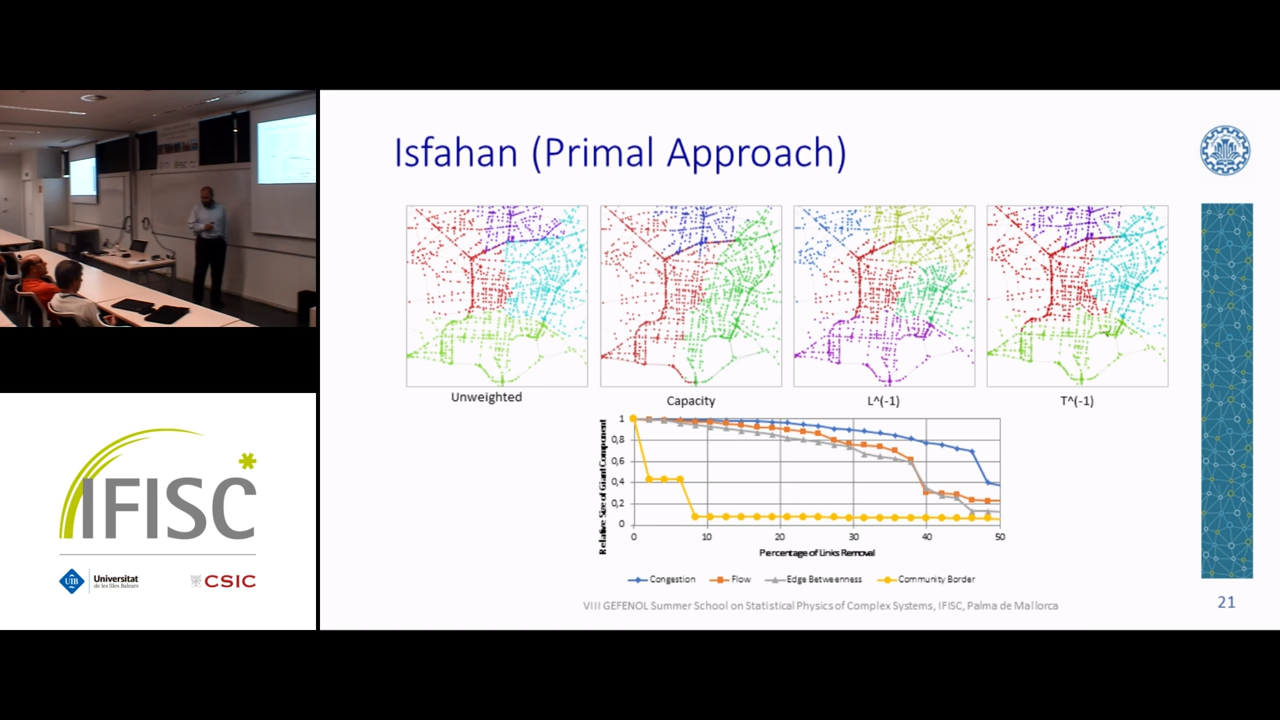 Isfahan (Primal Approach)
Unweighted
Capacity
L^(-1)
T^(-1)
Relative Size of Giant Component
1
0,8
0,6
0,4
0,2
0
0
10
20
30
40
50
Percentage of Links Removal
Congestion
Flow
Edge Betweenness
Community Border
VIII GEFENOL Summer School on Statistical Physics of Complex Systems, IFISC, Palma de Mallorca
21
IFISC
UIB
Universitat
de les Illes Balears
CSIC